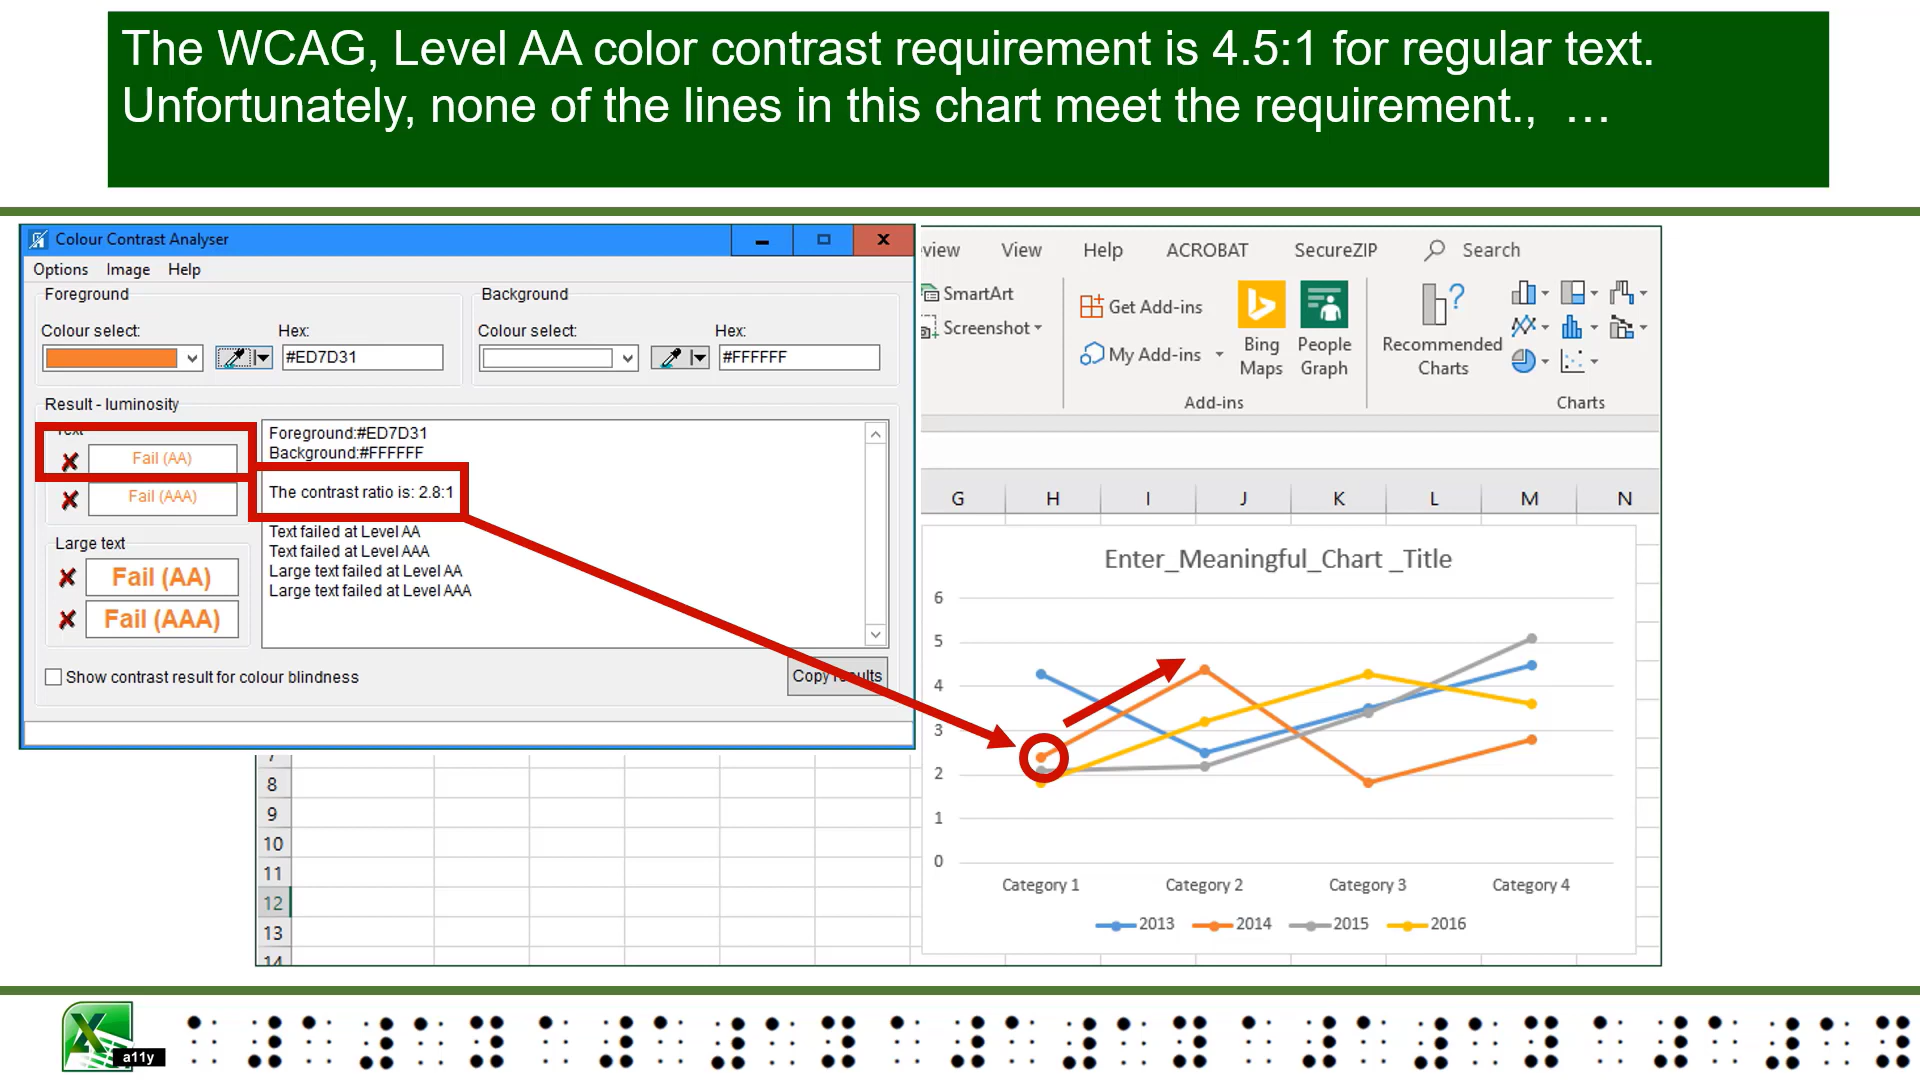 The WCAG, Level AA color contrast requirement is 4.5:1 for regular text.
Unfortunately, none of the lines in this chart meet the requirement., …
Colour Contrast Analyser
Options Image Help
Foreground
Colour select:
Hex:
#ED7D31
Background
Colour select:
Hex:
#FFFFFF
Result - luminosity
Text
Fail (AA)
Fail (AAA)
Large text
Fail (AA)
Fail (AAA)
Foreground:#ED7D31
Background:#FFFFFF
The contrast ratio is: 2.8:1
Text failed at Level AA
Text failed at Level AAA
Large text failed at Level AA
Large text failed at Level AAA
Show contrast result for colour blindness
Copy results
view View Help ACROBAT SecureZIP Search
SmartArt
Screenshot
Get Add-ins
My Add-ins
Bing
Maps
People
Graph
Add-ins
Recommended
Charts
Charts
G H I J K L M N
Enter_Meaningful_Chart _Title
6
5
4
3
2
1
0
Category 1 Category 2 Category 3 Category 4
2013 2014 2015 2016
7
8
9
10
11
12
13
14
X
a11y